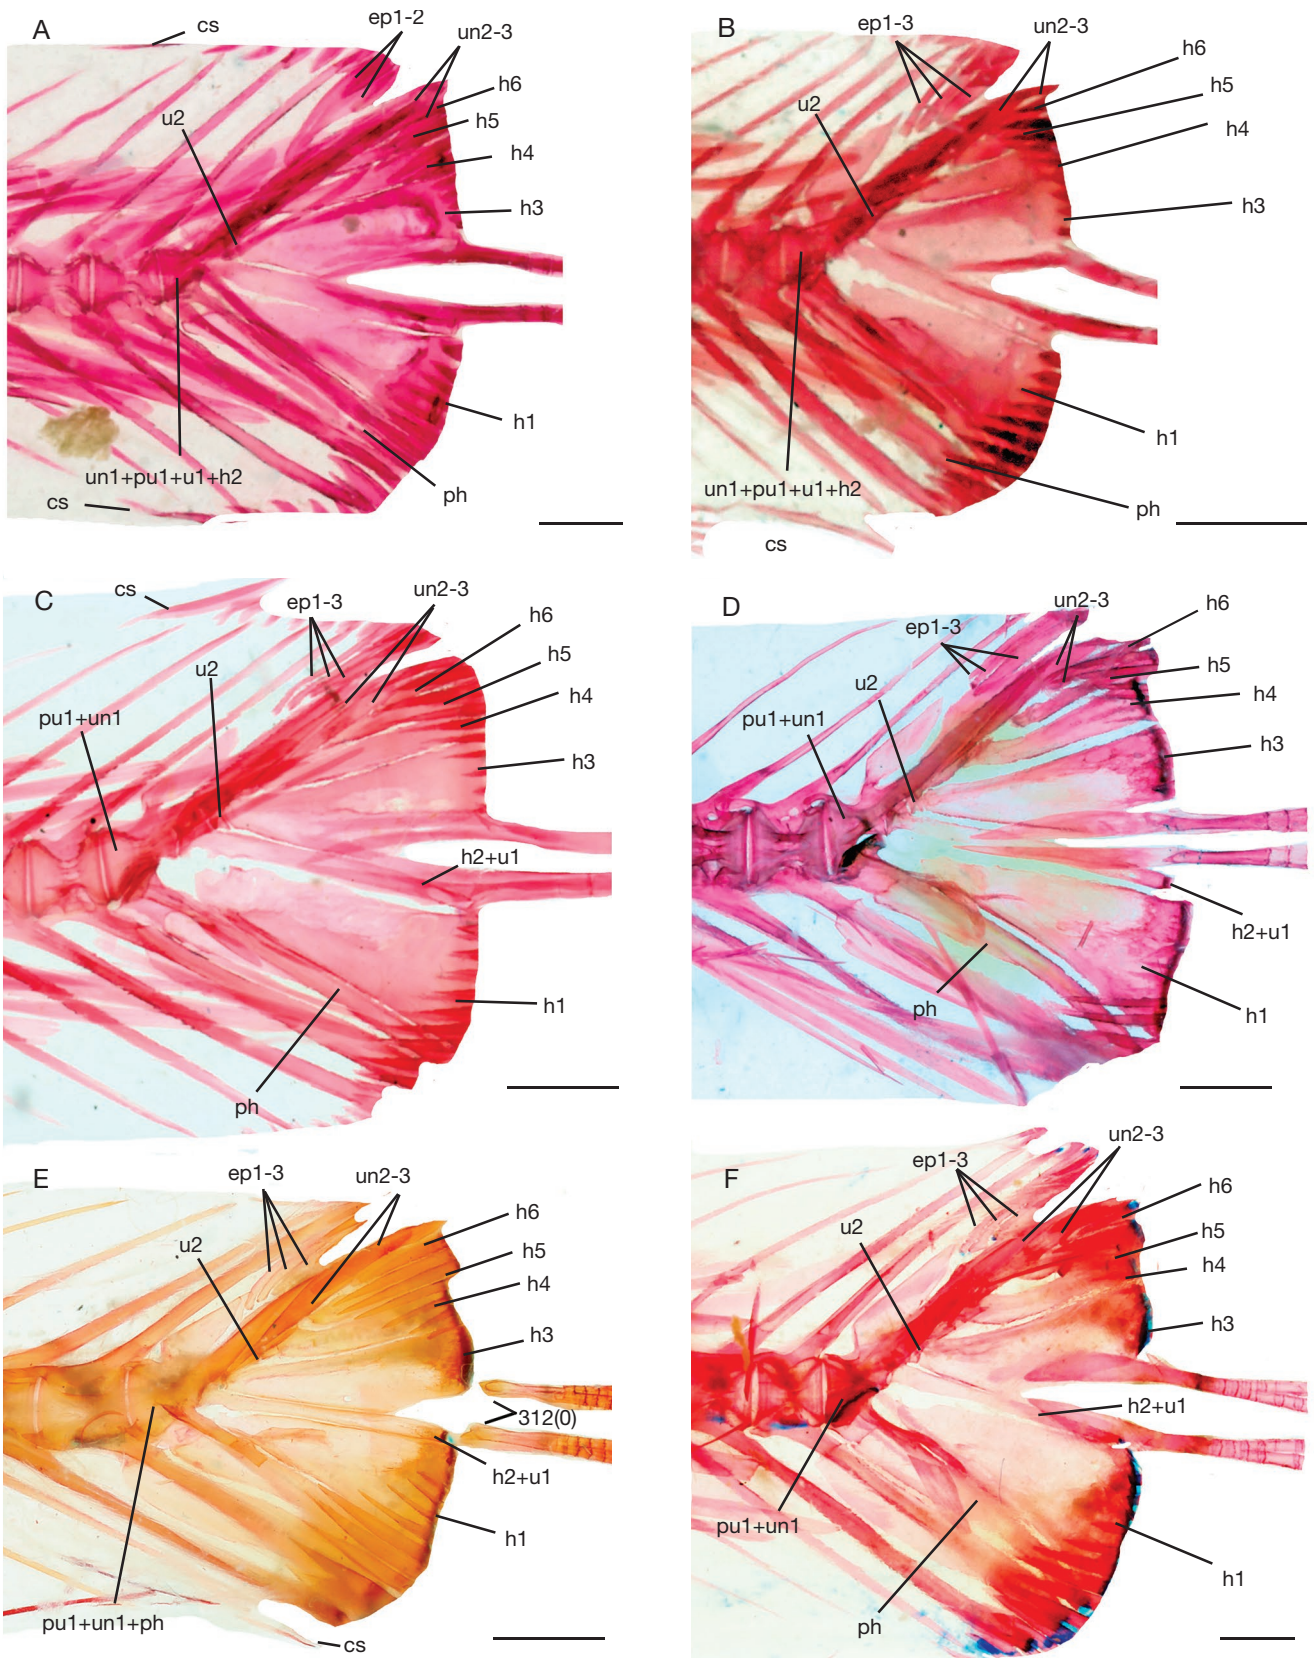 A
cs
ep1-2
un2-3
h6
h5
u2
h4
h3
h1
un1+pu1+u1+h2
ph
cs
B
ep1-3
un2-3
h6
h5
u2
h4
h3
h1
un1+pu1+u1+h2
ph
cs
C
cs
ep1-3
un2-3
h6
h5
u2
h4
pu1+un1
h3
h2+u1
h1
ph
D
un2-3
h6
ep1-3
h5
u2
h4
pu1+un1
h3
h2+u1
ph
h1
E
ep1-3
un2-3
h6
u2
h5
h4
h3
312(0)
h2+u1
h1
pu1+un1+ph
cs
F
un2-3
ep1-3
h6
u2
h5
h4
h3
h2+u1
pu1+un1
h1
ph